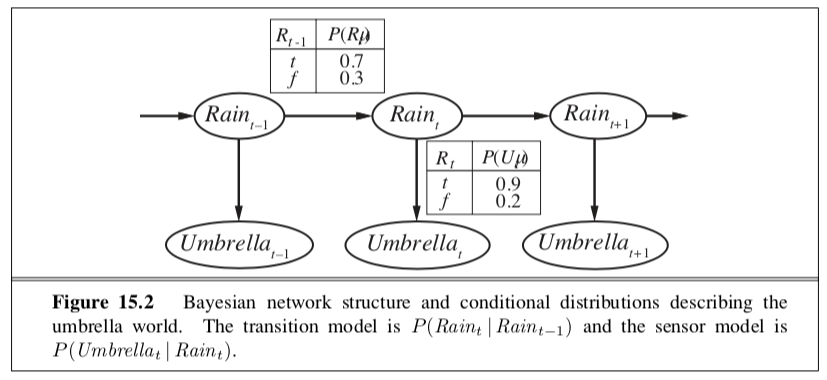 R_{t-1} P(R_t)
t 0.7
f 0.3
Rain_{t-1} Rain_t Rain_{t+1}
R_t P(U_t)
t 0.9
f 0.2
Umbrella_{t-1} Umbrella_t Umbrella_{t+1}
Figure 15.2 Bayesian network structure and conditional distributions describing the
umbrella world. The transition model is P(Rain_t | Rain_{t−1}) and the sensor model is
P(Umbrella_t | Rain_t).